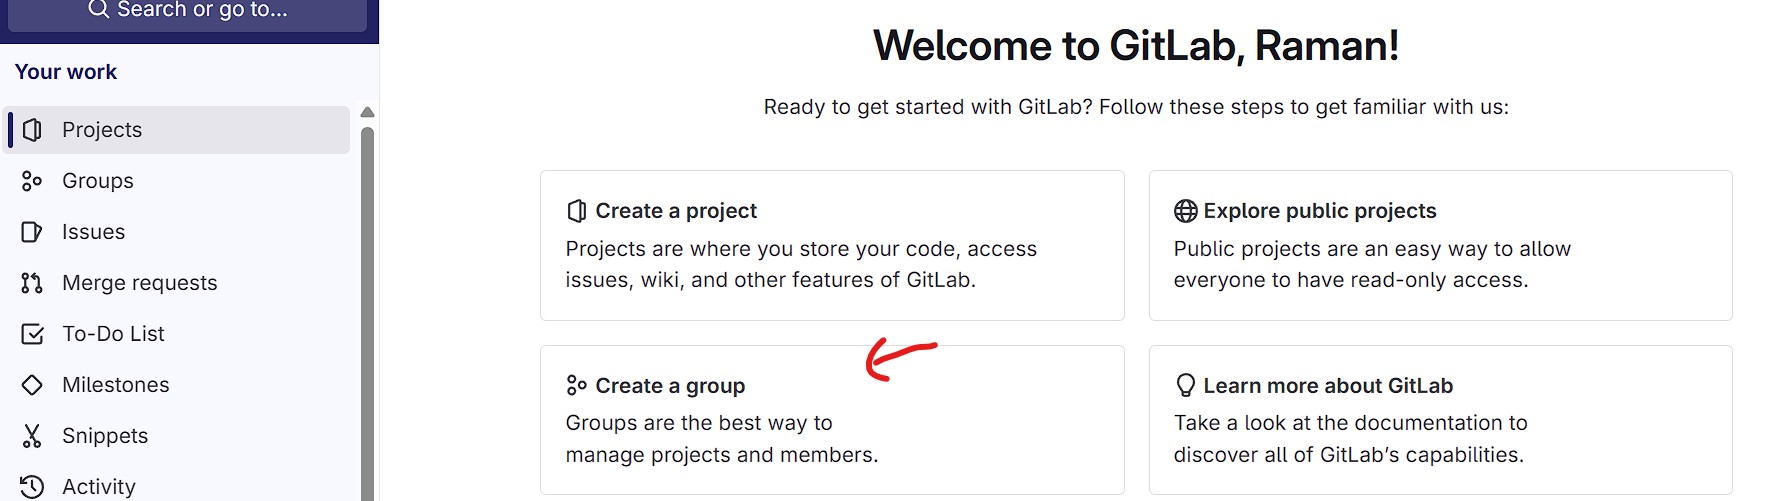 Search or go to...
Your work
Projects
Groups
Issues
Merge requests
To-Do List
Milestones
Snippets
Activity
Welcome to GitLab, Raman!
Ready to get started with GitLab? Follow these steps to get familiar with us:
Create a project
Projects are where you store your code, access
issues, wiki, and other features of GitLab.
Explore public projects
Public projects are an easy way to allow
everyone to have read-only access.
Create a group
Groups are the best way to
manage projects and members.
Learn more about GitLab
Take a look at the documentation to
discover all of GitLab's capabilities.